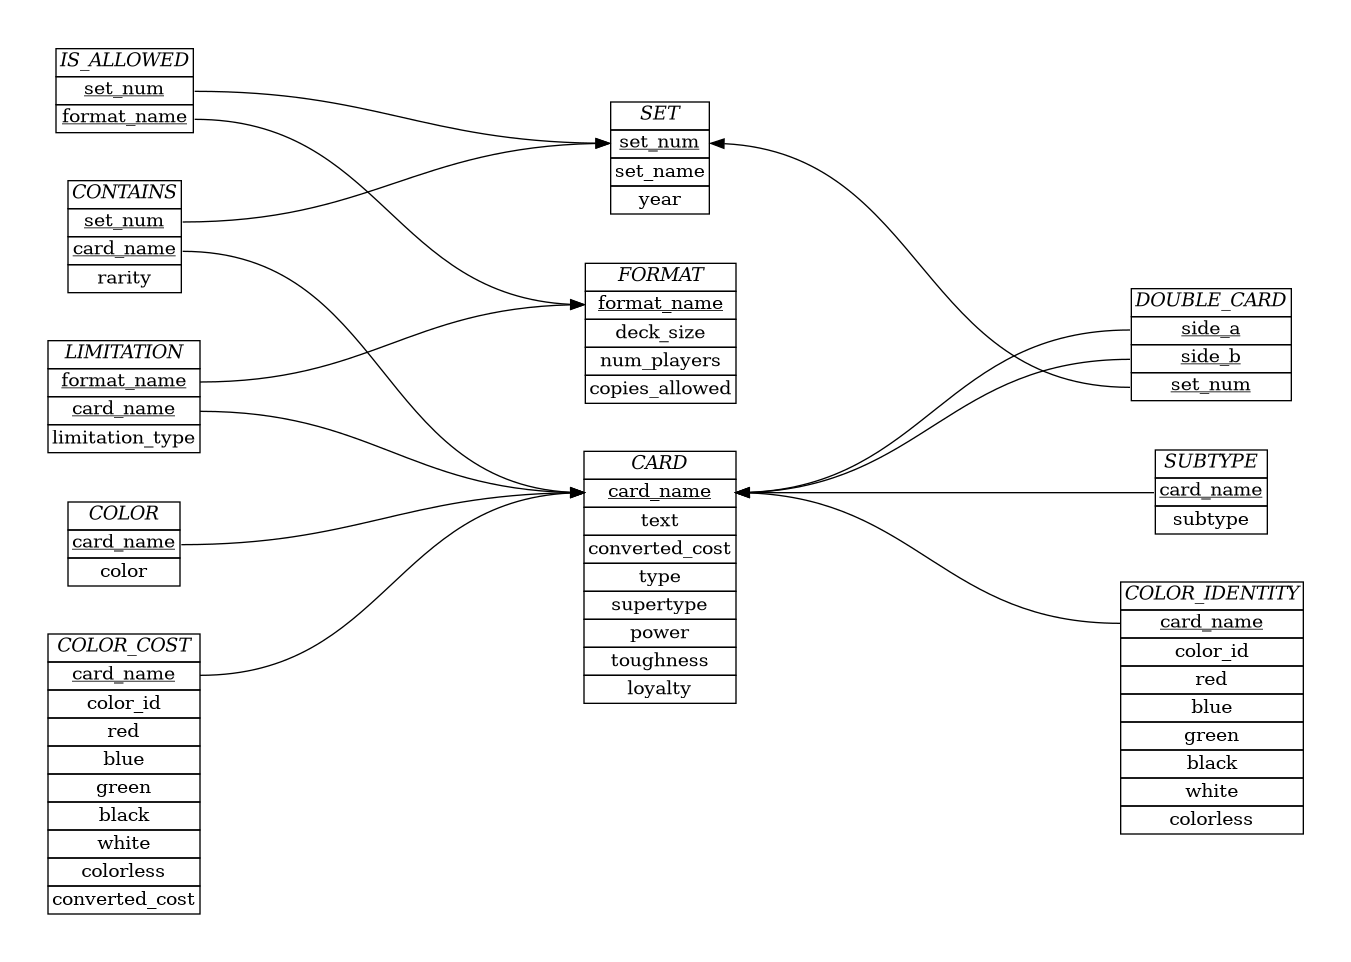 IS_ALLOWED
set_num
format_name
CONTAINS
set_num
card_name
rarity
LIMITATION
format_name
card_name
limitation_type
COLOR
card_name
color
COLOR_COST
card_name
color_id
red
blue
green
black
white
colorless
converted_cost
SET
set_num
set_name
year
FORMAT
format_name
deck_size
num_players
copies_allowed
CARD
card_name
text
converted_cost
type
supertype
power
toughness
loyalty
DOUBLE_CARD
side_a
side_b
set_num
SUBTYPE
card_name
subtype
COLOR_IDENTITY
card_name
color_id
red
blue
green
black
white
colorless